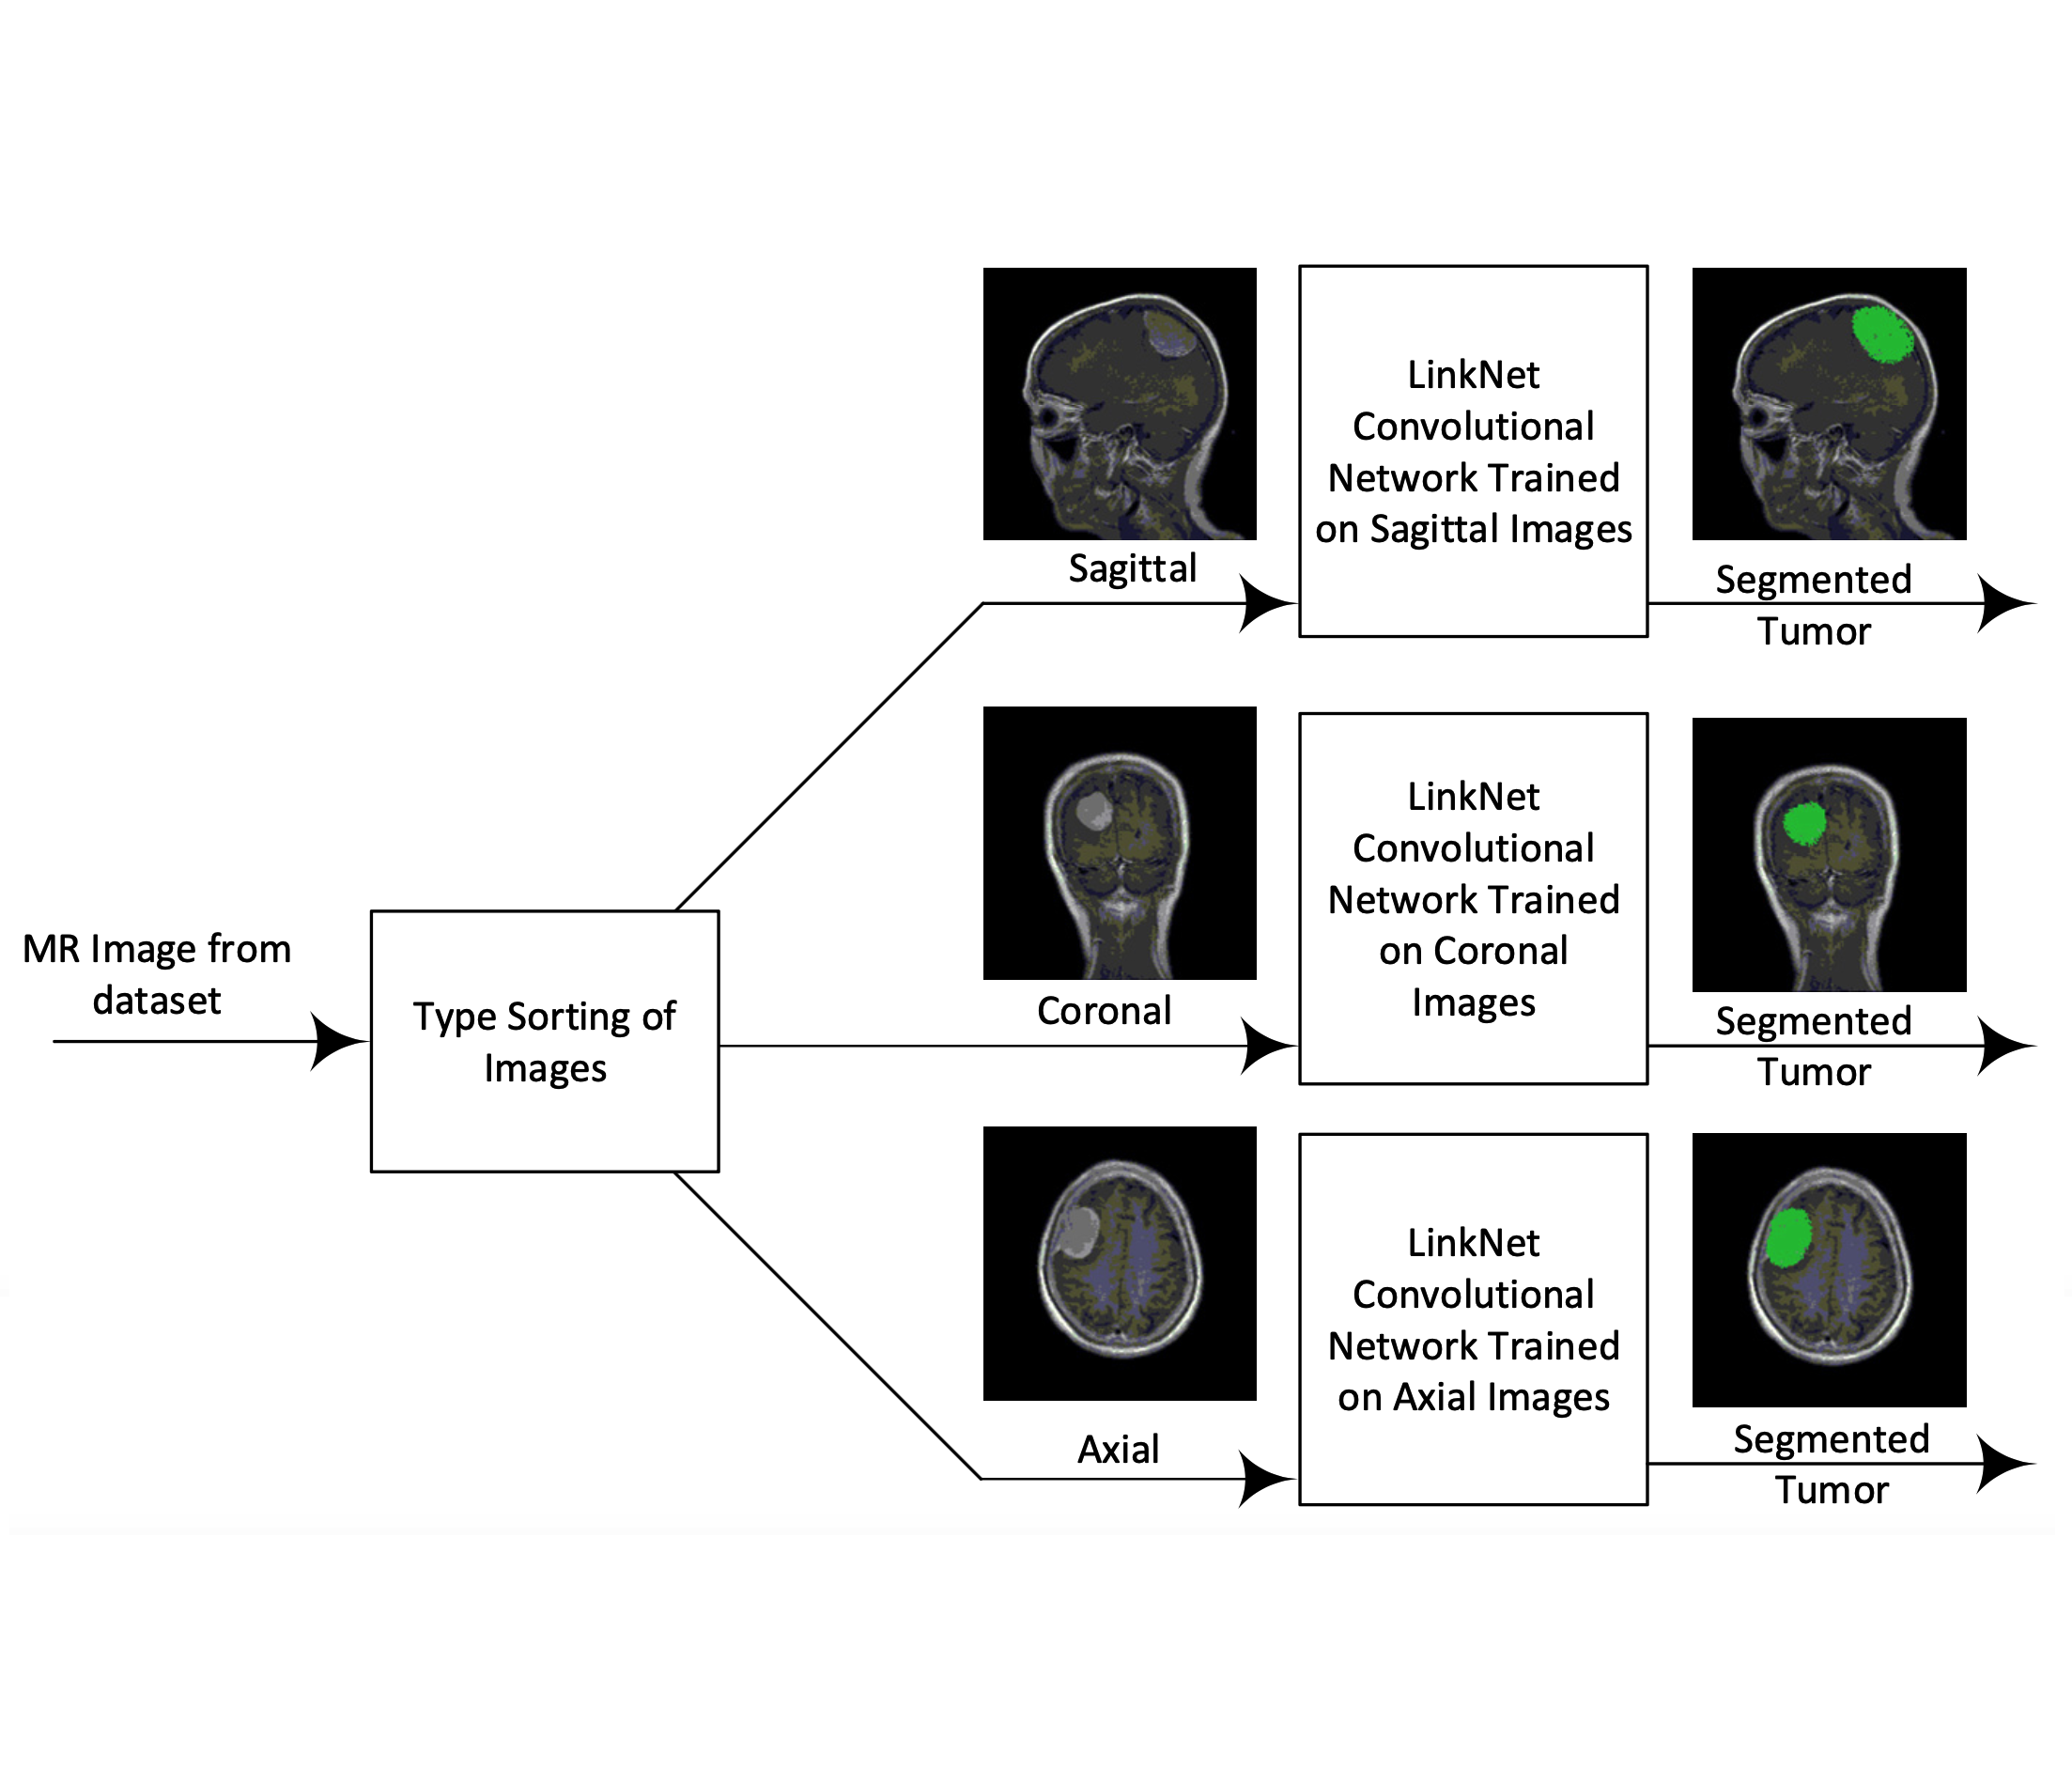 MR Image from
dataset
Type Sorting of
Images
Sagittal
LinkNet
Convolutional
Network Trained
on Sagittal Images
Segmented
Tumor
Coronal
LinkNet
Convolutional
Network Trained
on Coronal
Images
Segmented
Tumor
Axial
LinkNet
Convolutional
Network Trained
on Axial Images
Segmented
Tumor